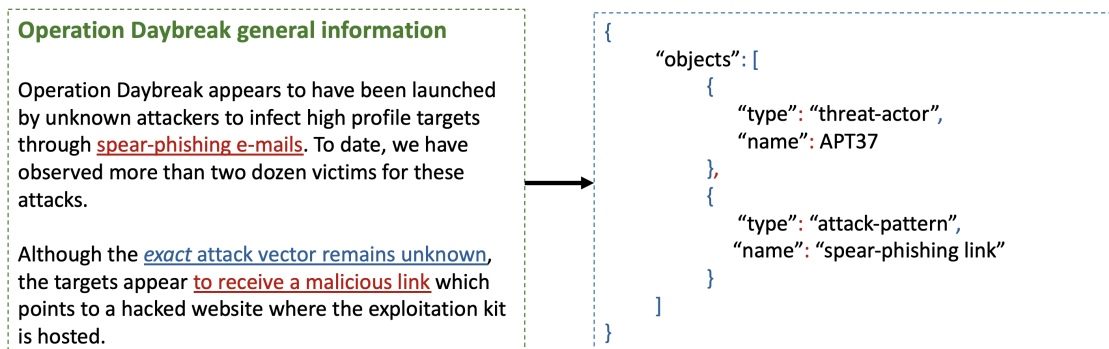 Operation Daybreak general information
Operation Daybreak appears to have been launched
by unknown attackers to infect high profile targets
through spear-phishing e-mails. To date, we have
observed more than two dozen victims for these
attacks.
Although the exact attack vector remains unknown,
the targets appear to receive a malicious link which
points to a hacked website where the exploitation kit
is hosted.
{
“objects”: [
{
“type”: “threat-actor”,
“name”: APT37
},
{
“type”: “attack-pattern”,
“name”: “spear-phishing link”
}
]
}